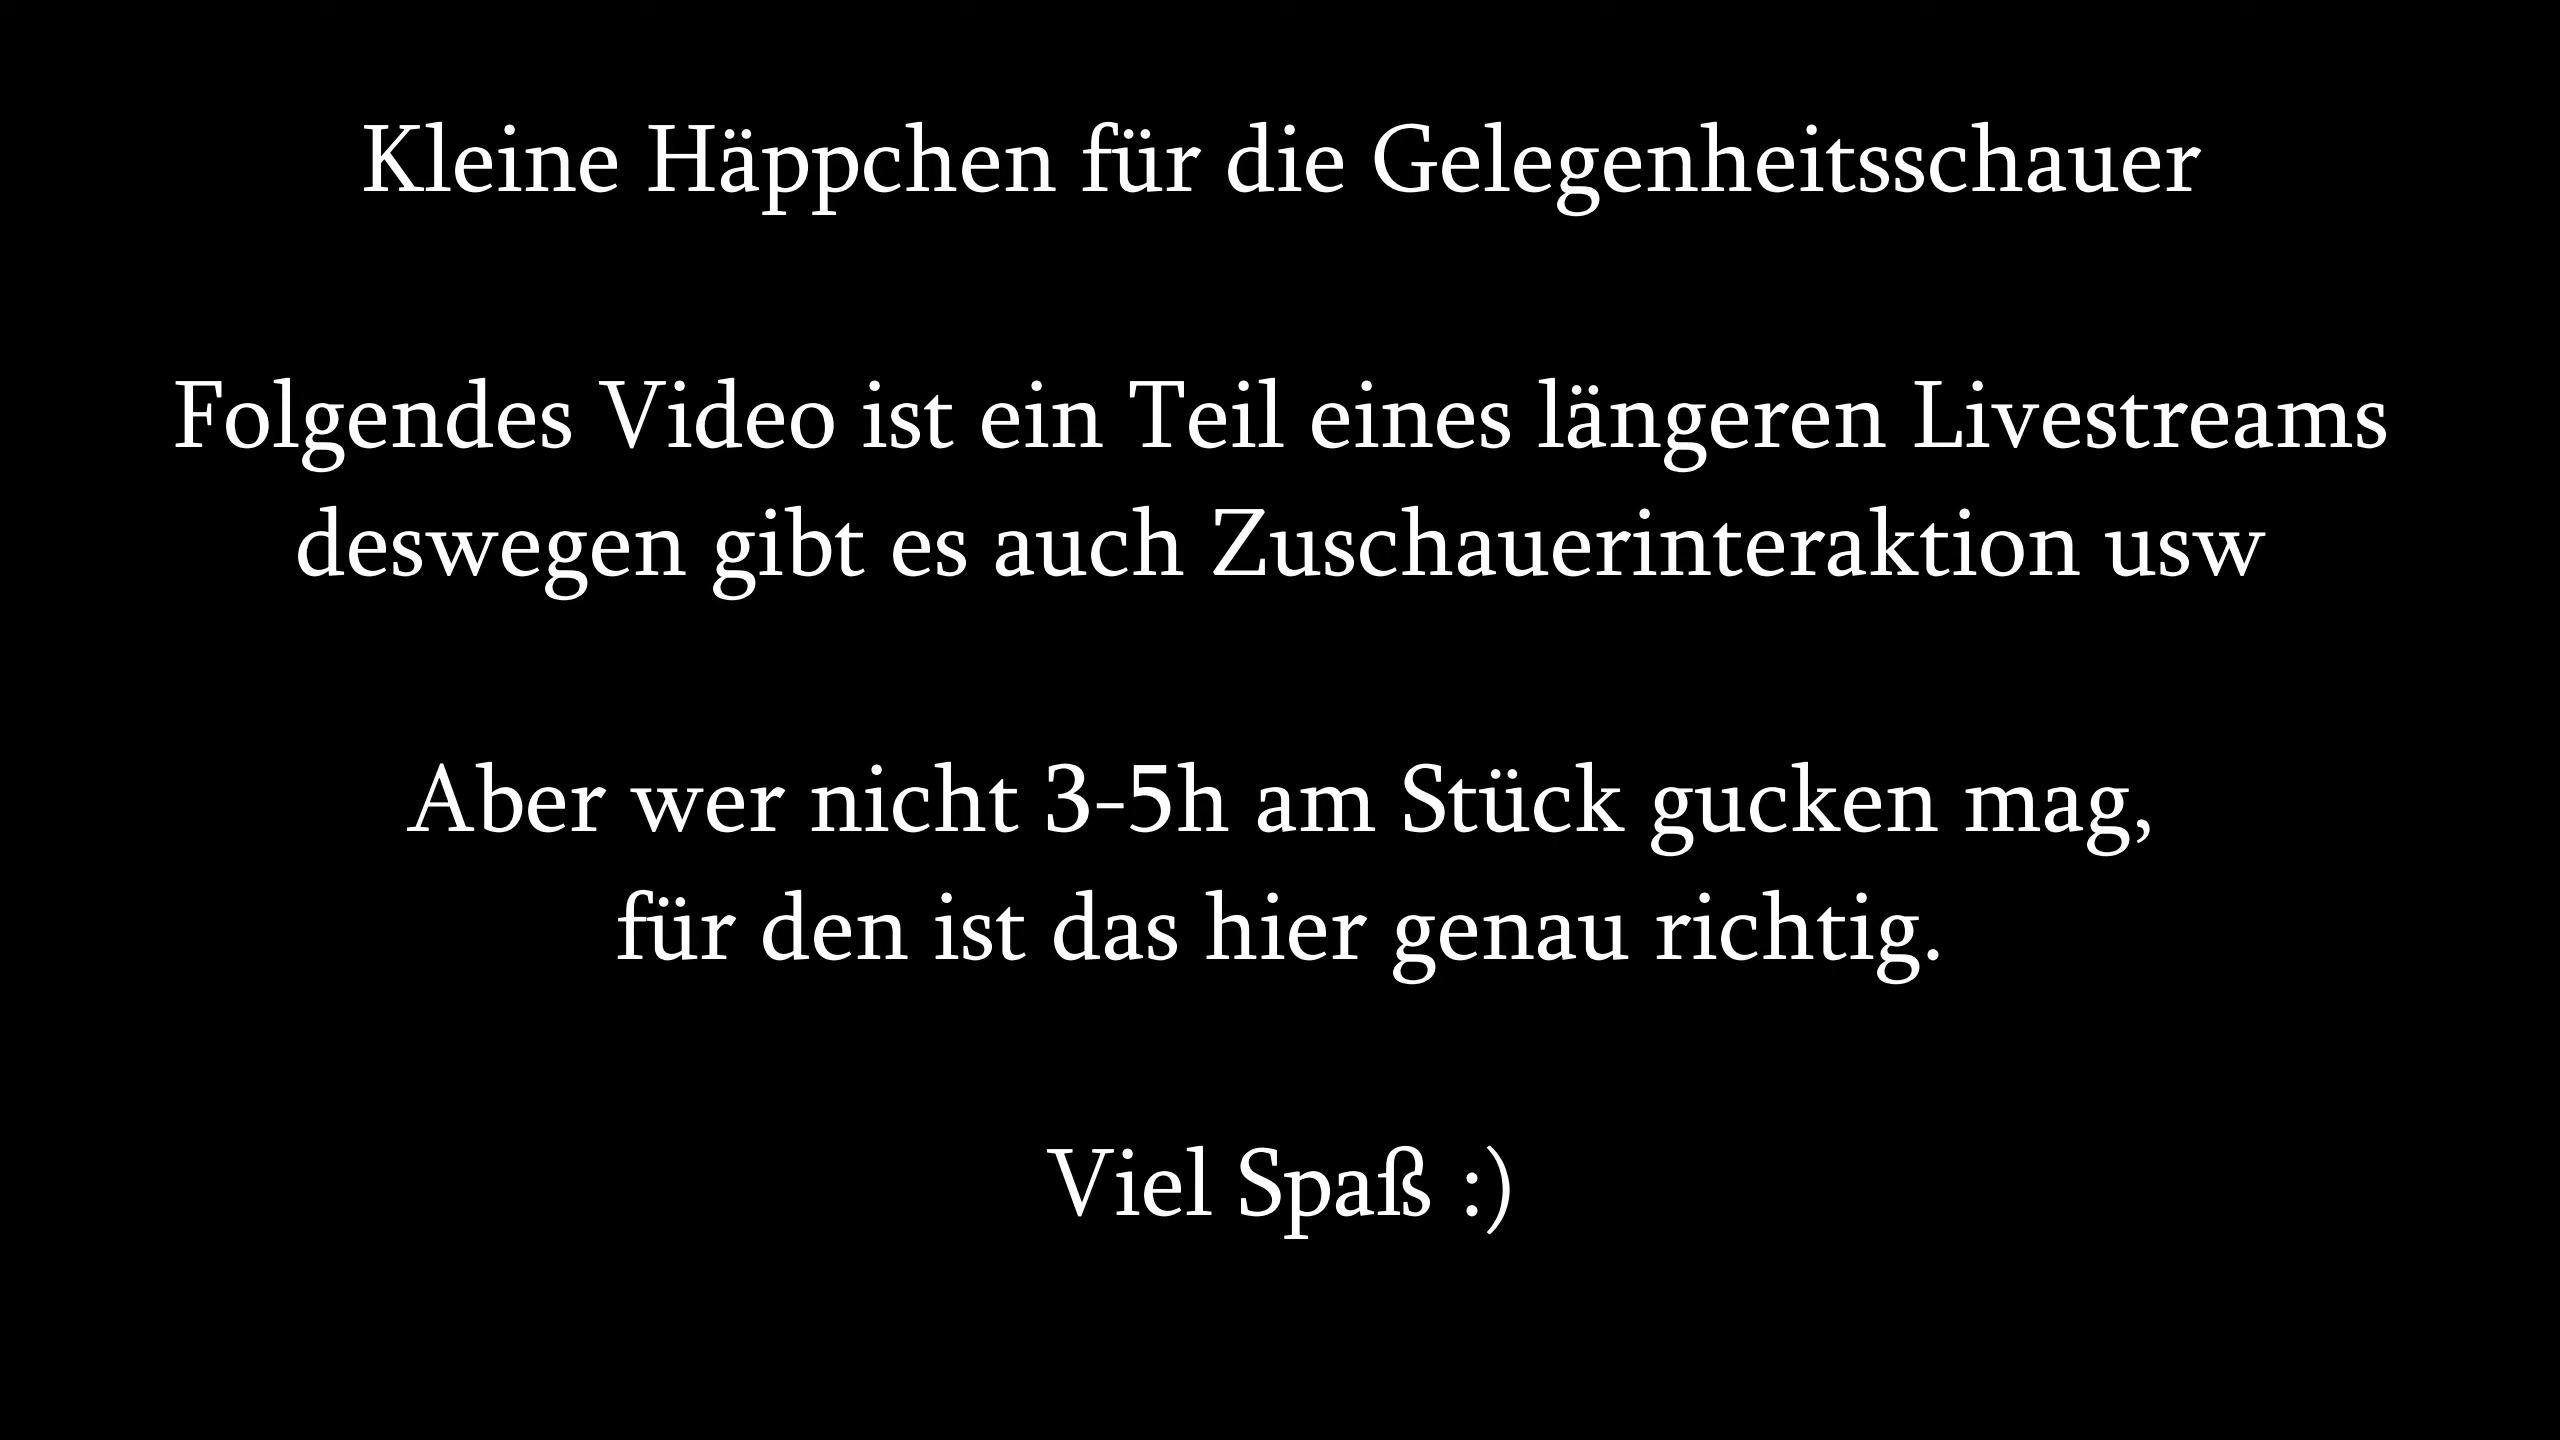 Kleine Häppchen für die Gelegenheitsschauer
Folgendes Video ist ein Teil eines längeren Livestreams
deswegen gibt es auch Zuschauerinteraktion usw
Aber wer nicht 3-5h am Stück gucken mag,
für den ist das hier genau richtig.
Viel Spaß :)